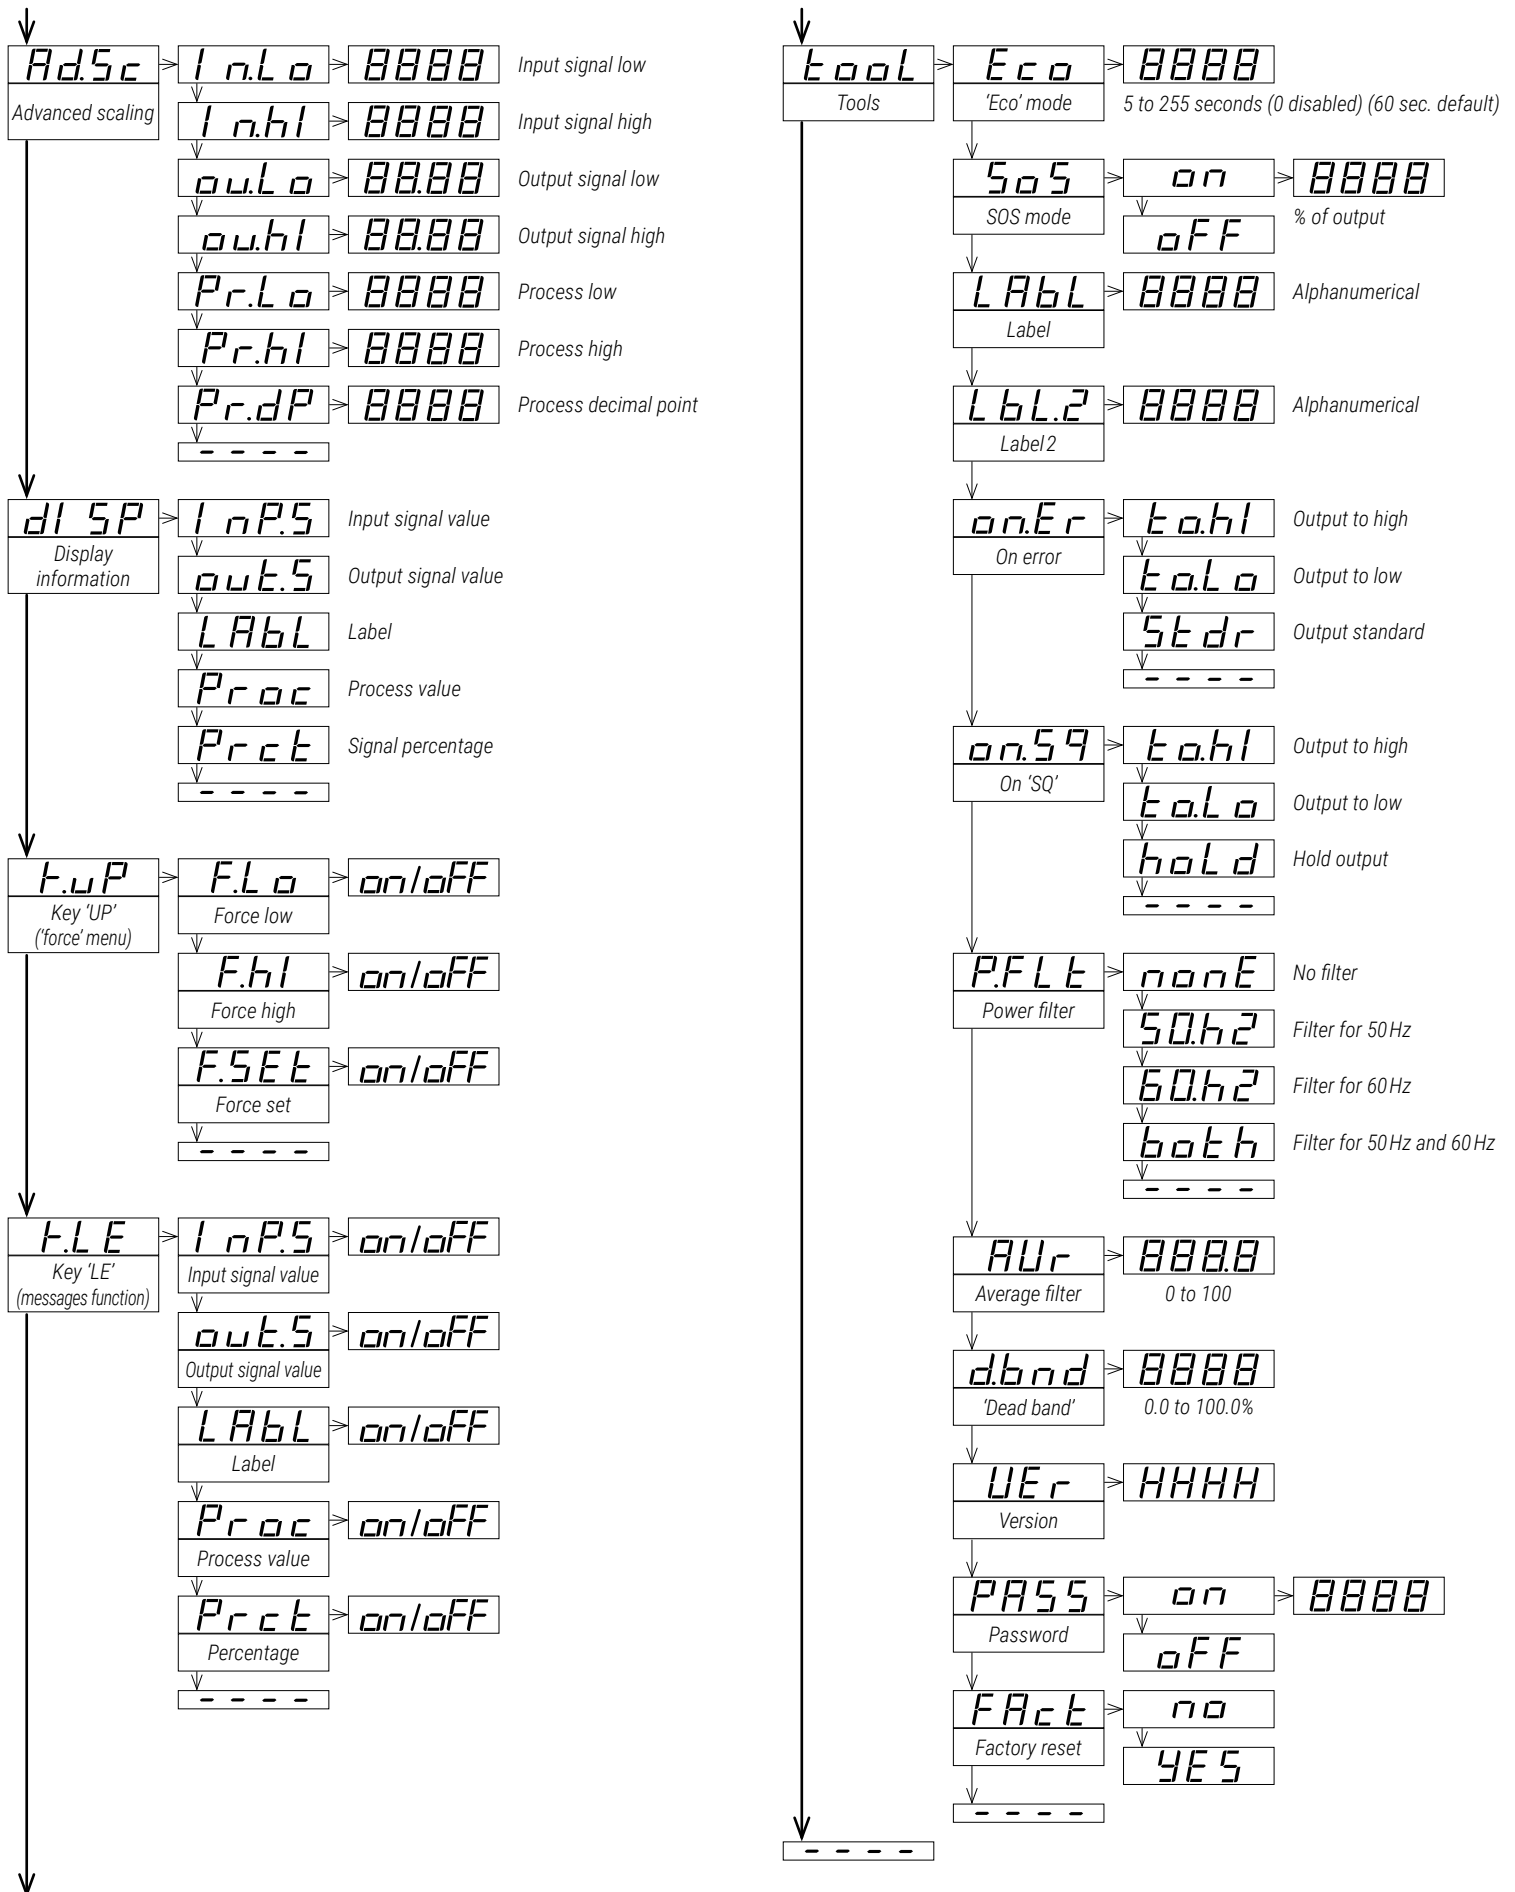 Ad.Sc
Advanced scaling
In.Lo
8888
Input signal low
In.hI
8888
Input signal high
ou.Lo
88.88
Output signal low
ou.hI
88.88
Output signal high
Pr.Lo
8888
Process low
Pr.hI
8888
Process high
Pr.dP
8888
Process decimal point
----
dISP
Display
information
InP.S
Input signal value
out.S
Output signal value
LAbL
Label
Proc
Process value
Prct
Signal percentage
----
k.uP
Key 'UP'
('force' menu)
F.Lo
Force low
on/oFF
F.hI
Force high
on/oFF
F.SEt
Force set
on/oFF
----
k.LE
Key 'LE'
(messages function)
InP.S
Input signal value
on/oFF
out.S
Output signal value
on/oFF
LAbL
Label
on/oFF
Proc
Process value
on/oFF
Prct
Percentage
on/oFF
----
tooL
Tools
Eco
'Eco' mode
8888
5 to 255 seconds (0 disabled) (60 sec. default)
SoS
SOS mode
on
8888
% of output
oFF
LAbL
Label
8888
Alphanumerical
LbL.2
Label 2
8888
Alphanumerical
on.Er
On error
to.hI
Output to high
to.Lo
Output to low
Stdr
Output standard
----
on.Sq
On 'SQ'
to.hI
Output to high
to.Lo
Output to low
hoLd
Hold output
----
P.FLt
Power filter
nonE
No filter
50.h2
Filter for 50 Hz
60.h2
Filter for 60 Hz
both
Filter for 50 Hz and 60 Hz
----
AUr
Average filter
888.8
0 to 100
d.bnd
'Dead band'
8888
0.0 to 100.0%
UEr
Version
HHHH
PASS
Password
on
8888
oFF
FAct
Factory reset
no
YES
----
----